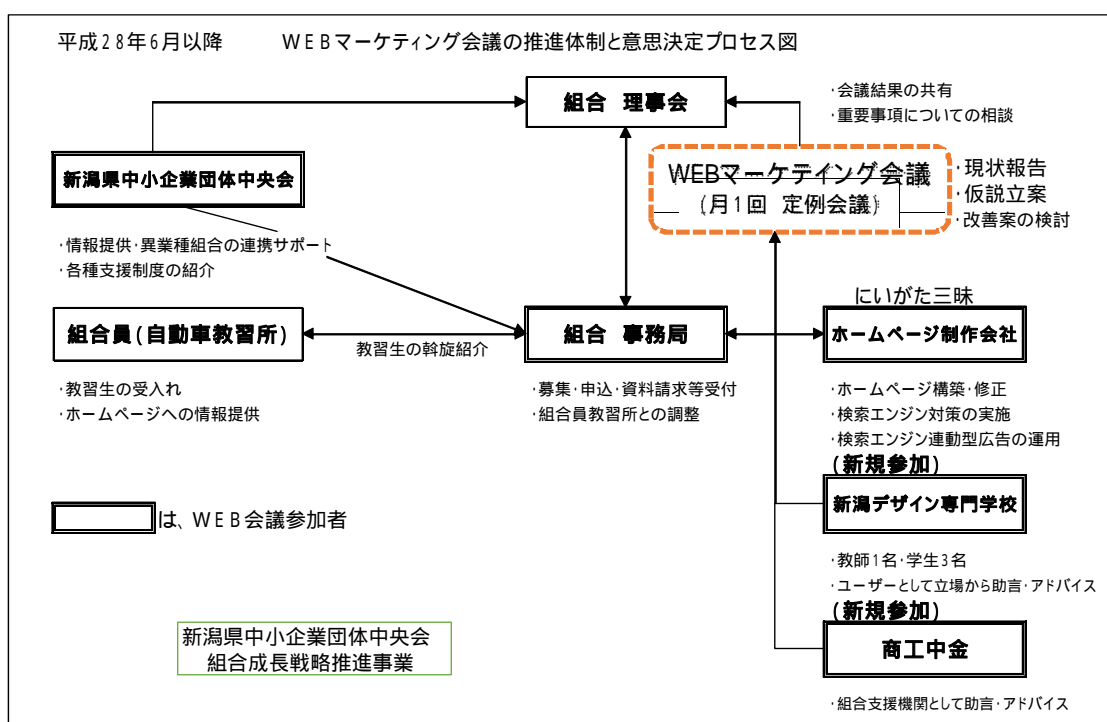 平成28年6月以降 WEBマーケティング会議の推進体制と意思決定プロセス図
組合 理事会
・会議結果の共有
・重要事項についての相談
新潟県中小企業団体中央会
WEBマーケテイング会議
(月1回 定例会議)
・現状報告
・仮説立案
・改善案の検討
・情報提供・異業種組合の連携サポート
・各種支援制度の紹介
にいがた三昧
組合員(自動車教習所)
教習生の斡旋紹介
組合 事務局
ホームページ制作会社
・教習生の受入れ
・ホームページへの情報提供
・募集・申込・資料請求等受付
・組合員教習所との調整
・ホームページ構築・修正
・検索エンジン対策の実施
・検索エンジン連動型広告の運用
(新規参加)
新潟デザイン専門学校
は、WEB会議参加者
・教師1名・学生3名
・ユーザーとして立場から助言・アドバイス
(新規参加)
商工中金
新潟県中小企業団体中央会
組合成長戦略推進事業
・組合支援機関として助言・アドバイス